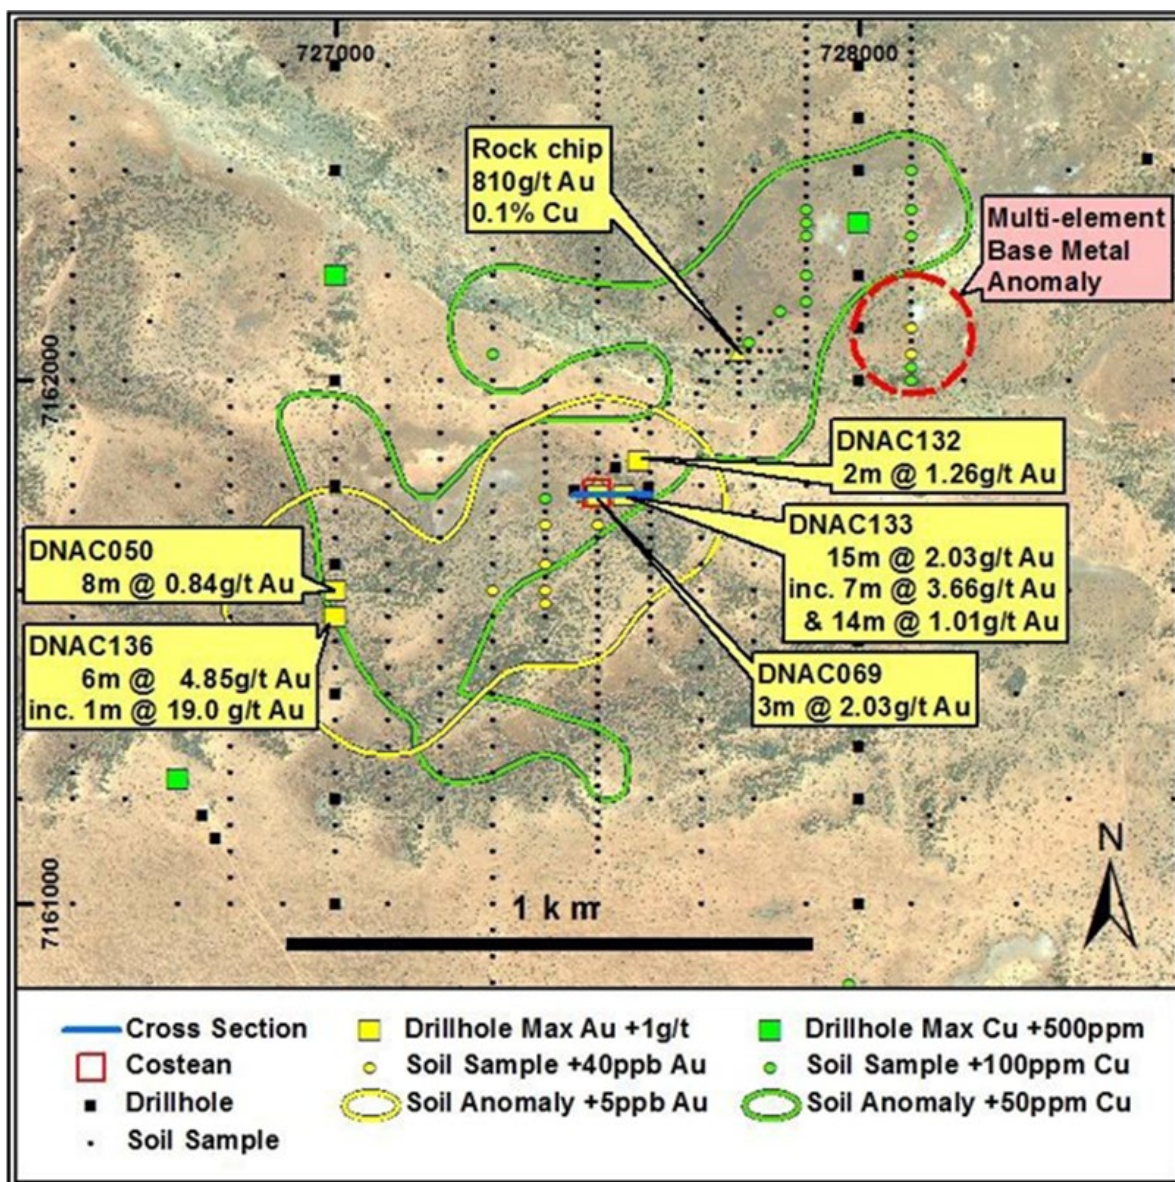 727000
728000
Rock chip
810g/t Au
0.1% Cu
Multi-element
Base Metal
Anomaly
7162000
DNAC132
2m @ 1.26g/t Au
DNAC050
8m @ 0.84g/t Au
DNAC133
15m @ 2.03g/t Au
inc. 7m @ 3.66g/t Au
& 14m @ 1.01g/t Au
DNAC136
6m @ 4.85g/t Au
inc. 1m @ 19.0 g/t Au
DNAC069
3m @ 2.03g/t Au
7161000
1 km
N
Cross Section
Drillhole Max Au +1g/t
Drillhole Max Cu +500ppm
Costean
Soil Sample +40ppb Au
Soil Sample +100ppm Cu
Drillhole
Soil Anomaly +5ppb Au
Soil Anomaly +50ppm Cu
Soil Sample